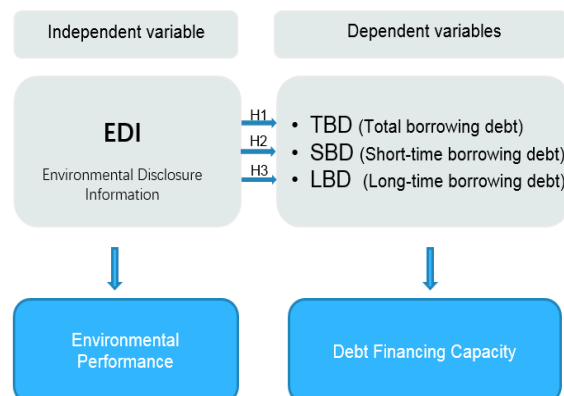 Independent variable
Dependent variables
EDI
Environmental Disclosure
Information
H1
H2
H3
• TBD (Total borrowing debt)
• SBD (Short-time borrowing debt)
• LBD (Long-time borrowing debt)
Environmental
Performance
Debt Financing Capacity